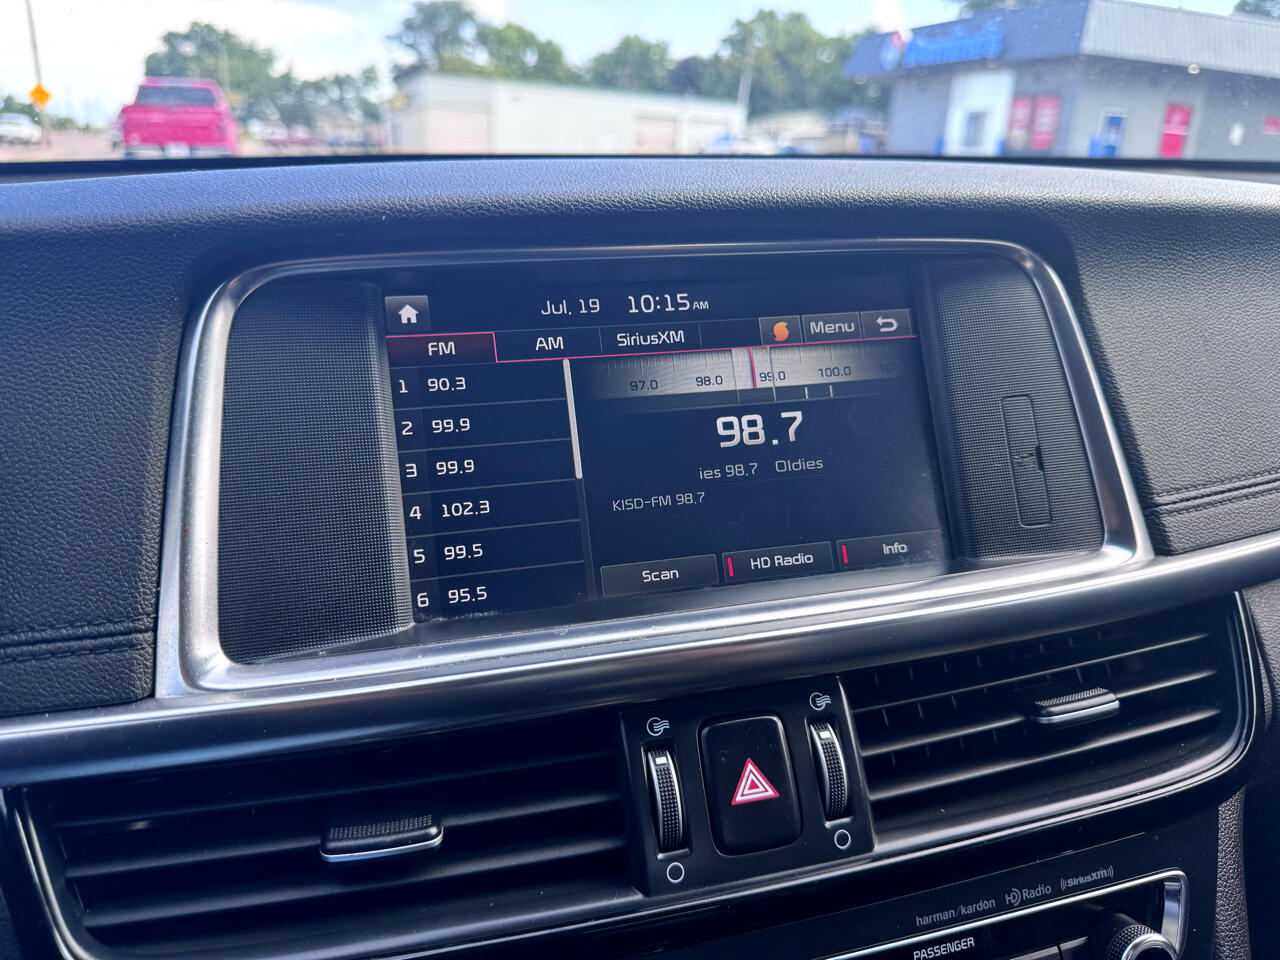 Jul. 19 10:15 AM
FM AM SiriusXM Menu
1 90.3
2 99.9
3 99.9
4 102.3
5 99.5
6 95.5
97.0 98.0 99.0 100.0
98.7
ies 98.7 Oldies
KISD-FM 98.7
Scan HD Radio Info
harman/kardon HD Radio ((SiriusXM))
PASSENGER